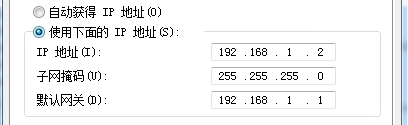 自动获得 IP 地址(O)
使用下面的 IP 地址(S):
IP 地址(I): 192 .168 . 1 . 2
子网掩码(U): 255 .255 .255 . 0
默认网关(D): 192 .168 . 1 . 1